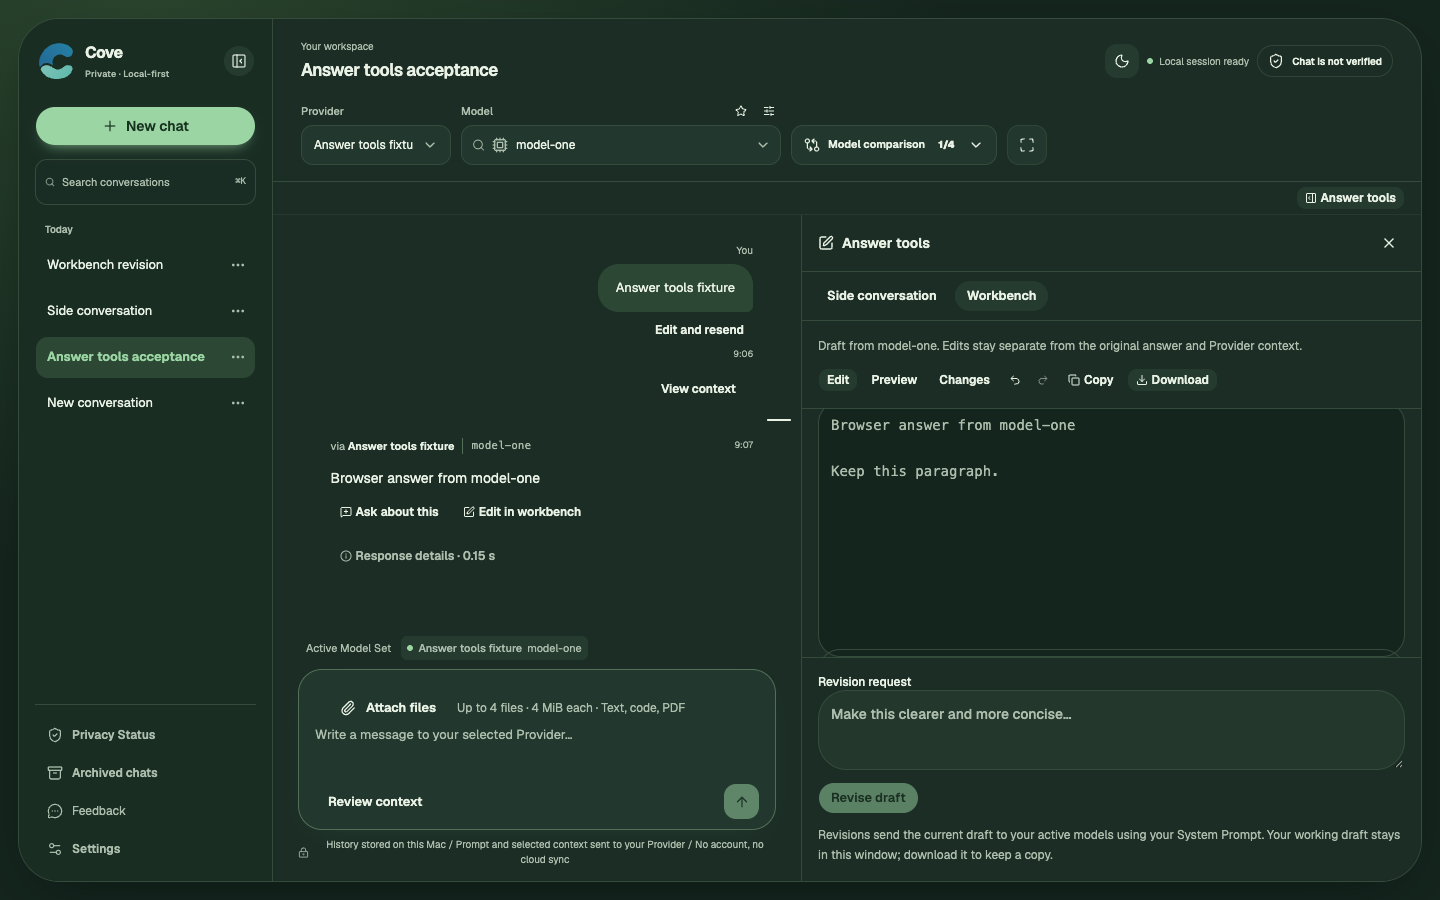 Cove
Private · Local-first
New chat
Search conversations ⌘K
Today
Workbench revision
Side conversation
Answer tools acceptance
New conversation
Privacy Status
Archived chats
Feedback
Settings
Your workspace
Answer tools acceptance
Local session ready
Chat is not verified
Provider
Model
Answer tools fixtu
model-one
Model comparison 1/4
Answer tools
You
Answer tools fixture
Edit and resend
9:06
View context
via Answer tools fixture model-one 9:07
Browser answer from model-one
Ask about this
Edit in workbench
Response details · 0.15 s
Active Model Set
Answer tools fixture model-one
Attach files
Up to 4 files · 4 MiB each · Text, code, PDF
Write a message to your selected Provider...
Review context
History stored on this Mac / Prompt and selected context sent to your Provider / No account, no
cloud sync
Answer tools
Side conversation
Workbench
Draft from model-one. Edits stay separate from the original answer and Provider context.
Edit
Preview
Changes
Copy
Download
Browser answer from model-one
Keep this paragraph.
Revision request
Make this clearer and more concise...
Revise draft
Revisions send the current draft to your active models using your System Prompt. Your working draft stays
in this window; download it to keep a copy.